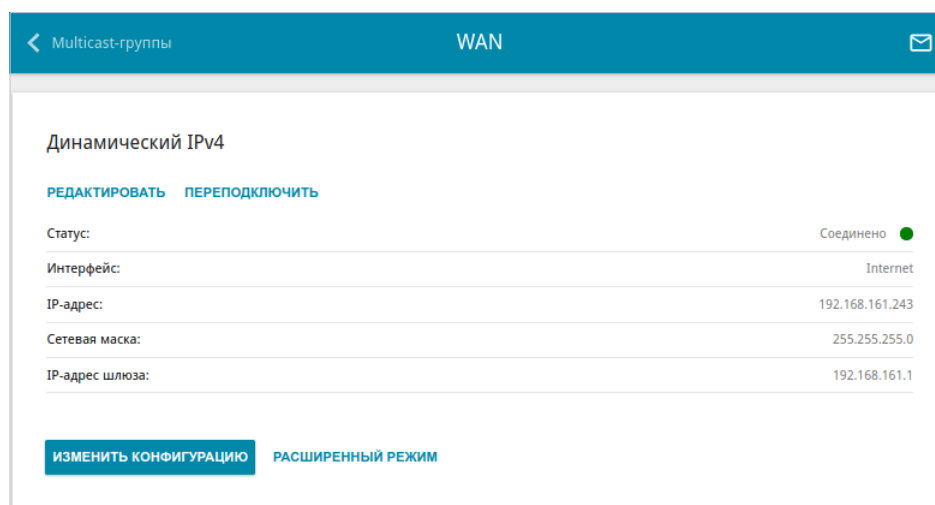 Multicast-группы WAN
Динамический IPv4
РЕДАКТИРОВАТЬ ПЕРЕПОДКЛЮЧИТЬ
Статус: Соединено
Интерфейс: Internet
IP-адрес: 192.168.161.243
Сетевая маска: 255.255.255.0
IP-адрес шлюза: 192.168.161.1
ИЗМЕНИТЬ КОНФИГУРАЦИЮ РАСШИРЕННЫЙ РЕЖИМ